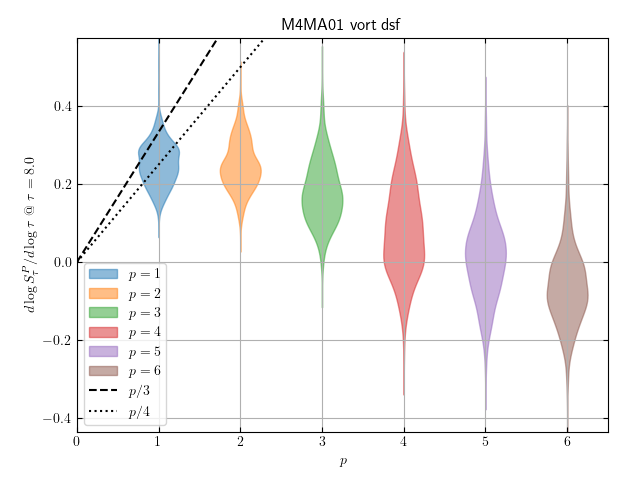 M4MA01 vort dsf
d log S_τ^P / d log τ @ τ = 8.0
0.4
0.2
0.0
−0.2
−0.4
p = 1
p = 2
p = 3
p = 4
p = 5
p = 6
p/3
p/4
0 1 2 3 4 5 6
p